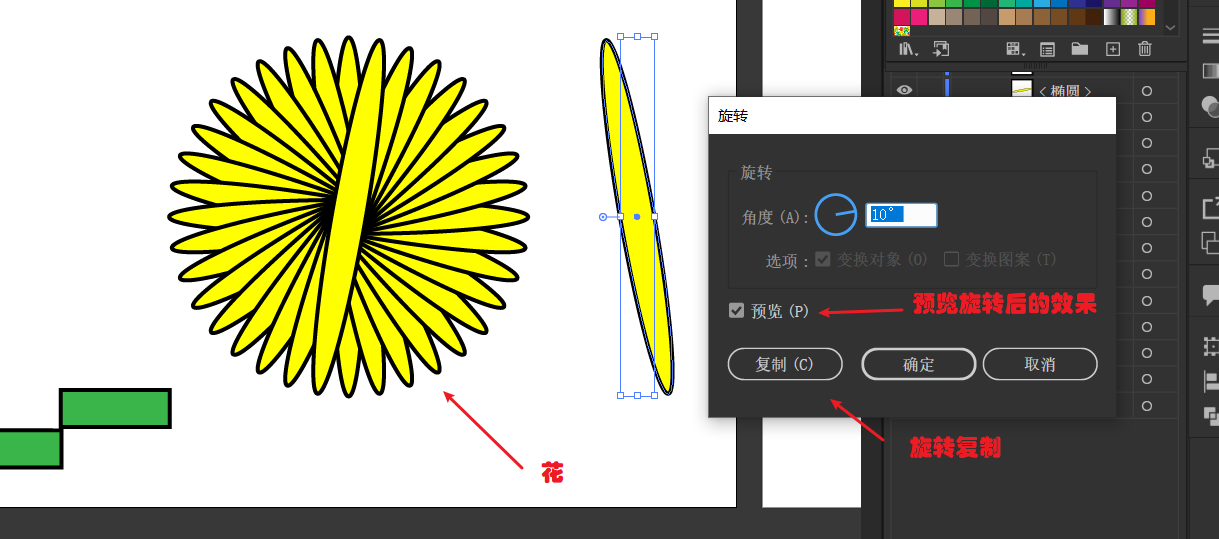 <椭圆>
旋转
旋转
角度(A):
10°
选项: 变换对象(O) 变换图案(T)
预览(P)
预览旋转后的效果
复制(C) 确定 取消
旋转复制
花